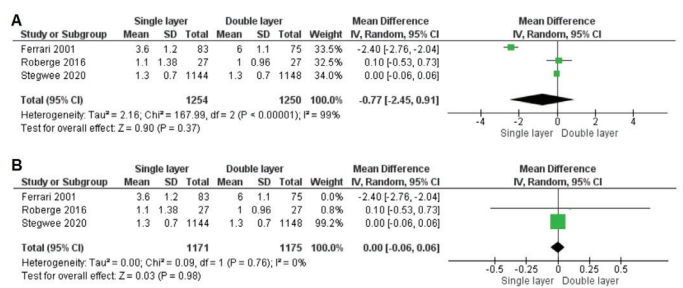 A
Single layer Double layer Mean Difference Mean Difference
Study or Subgroup Mean SD Total Mean SD Total Weight IV, Random, 95% CI IV, Random, 95% CI
Ferrari 2001 3.6 1.2 83 6 1.1 75 33.5% -2.40 [-2.76, -2.04]
Roberge 2016 1.1 1.38 27 1 0.96 27 32.5% 0.10 [-0.53, 0.73]
Stegwee 2020 1.3 0.7 1144 1.3 0.7 1148 34.0% 0.00 [-0.06, 0.06]
Total (95% CI) 1254 1250 100.0% -0.77 [-2.45, 0.91]
Heterogeneity: Tau² = 2.16; Chi² = 167.99, df = 2 (P < 0.00001); I² = 99%
Test for overall effect: Z = 0.90 (P = 0.37)
-4 -2 0 2 4
Single layer Double layer
B
Single layer Double layer Mean Difference Mean Difference
Study or Subgroup Mean SD Total Mean SD Total Weight IV, Random, 95% CI IV, Random, 95% CI
Ferrari 2001 3.6 1.2 83 6 1.1 75 0.0% -2.40 [-2.76, -2.04]
Roberge 2016 1.1 1.38 27 1 0.96 27 0.8% 0.10 [-0.53, 0.73]
Stegwee 2020 1.3 0.7 1144 1.3 0.7 1148 99.2% 0.00 [-0.06, 0.06]
Total (95% CI) 1171 1175 100.0% 0.00 [-0.06, 0.06]
Heterogeneity: Tau² = 0.00; Chi² = 0.09, df = 1 (P = 0.76); I² = 0%
Test for overall effect: Z = 0.03 (P = 0.98)
-0.5 -0.25 0 0.25 0.5
Single layer Double layer